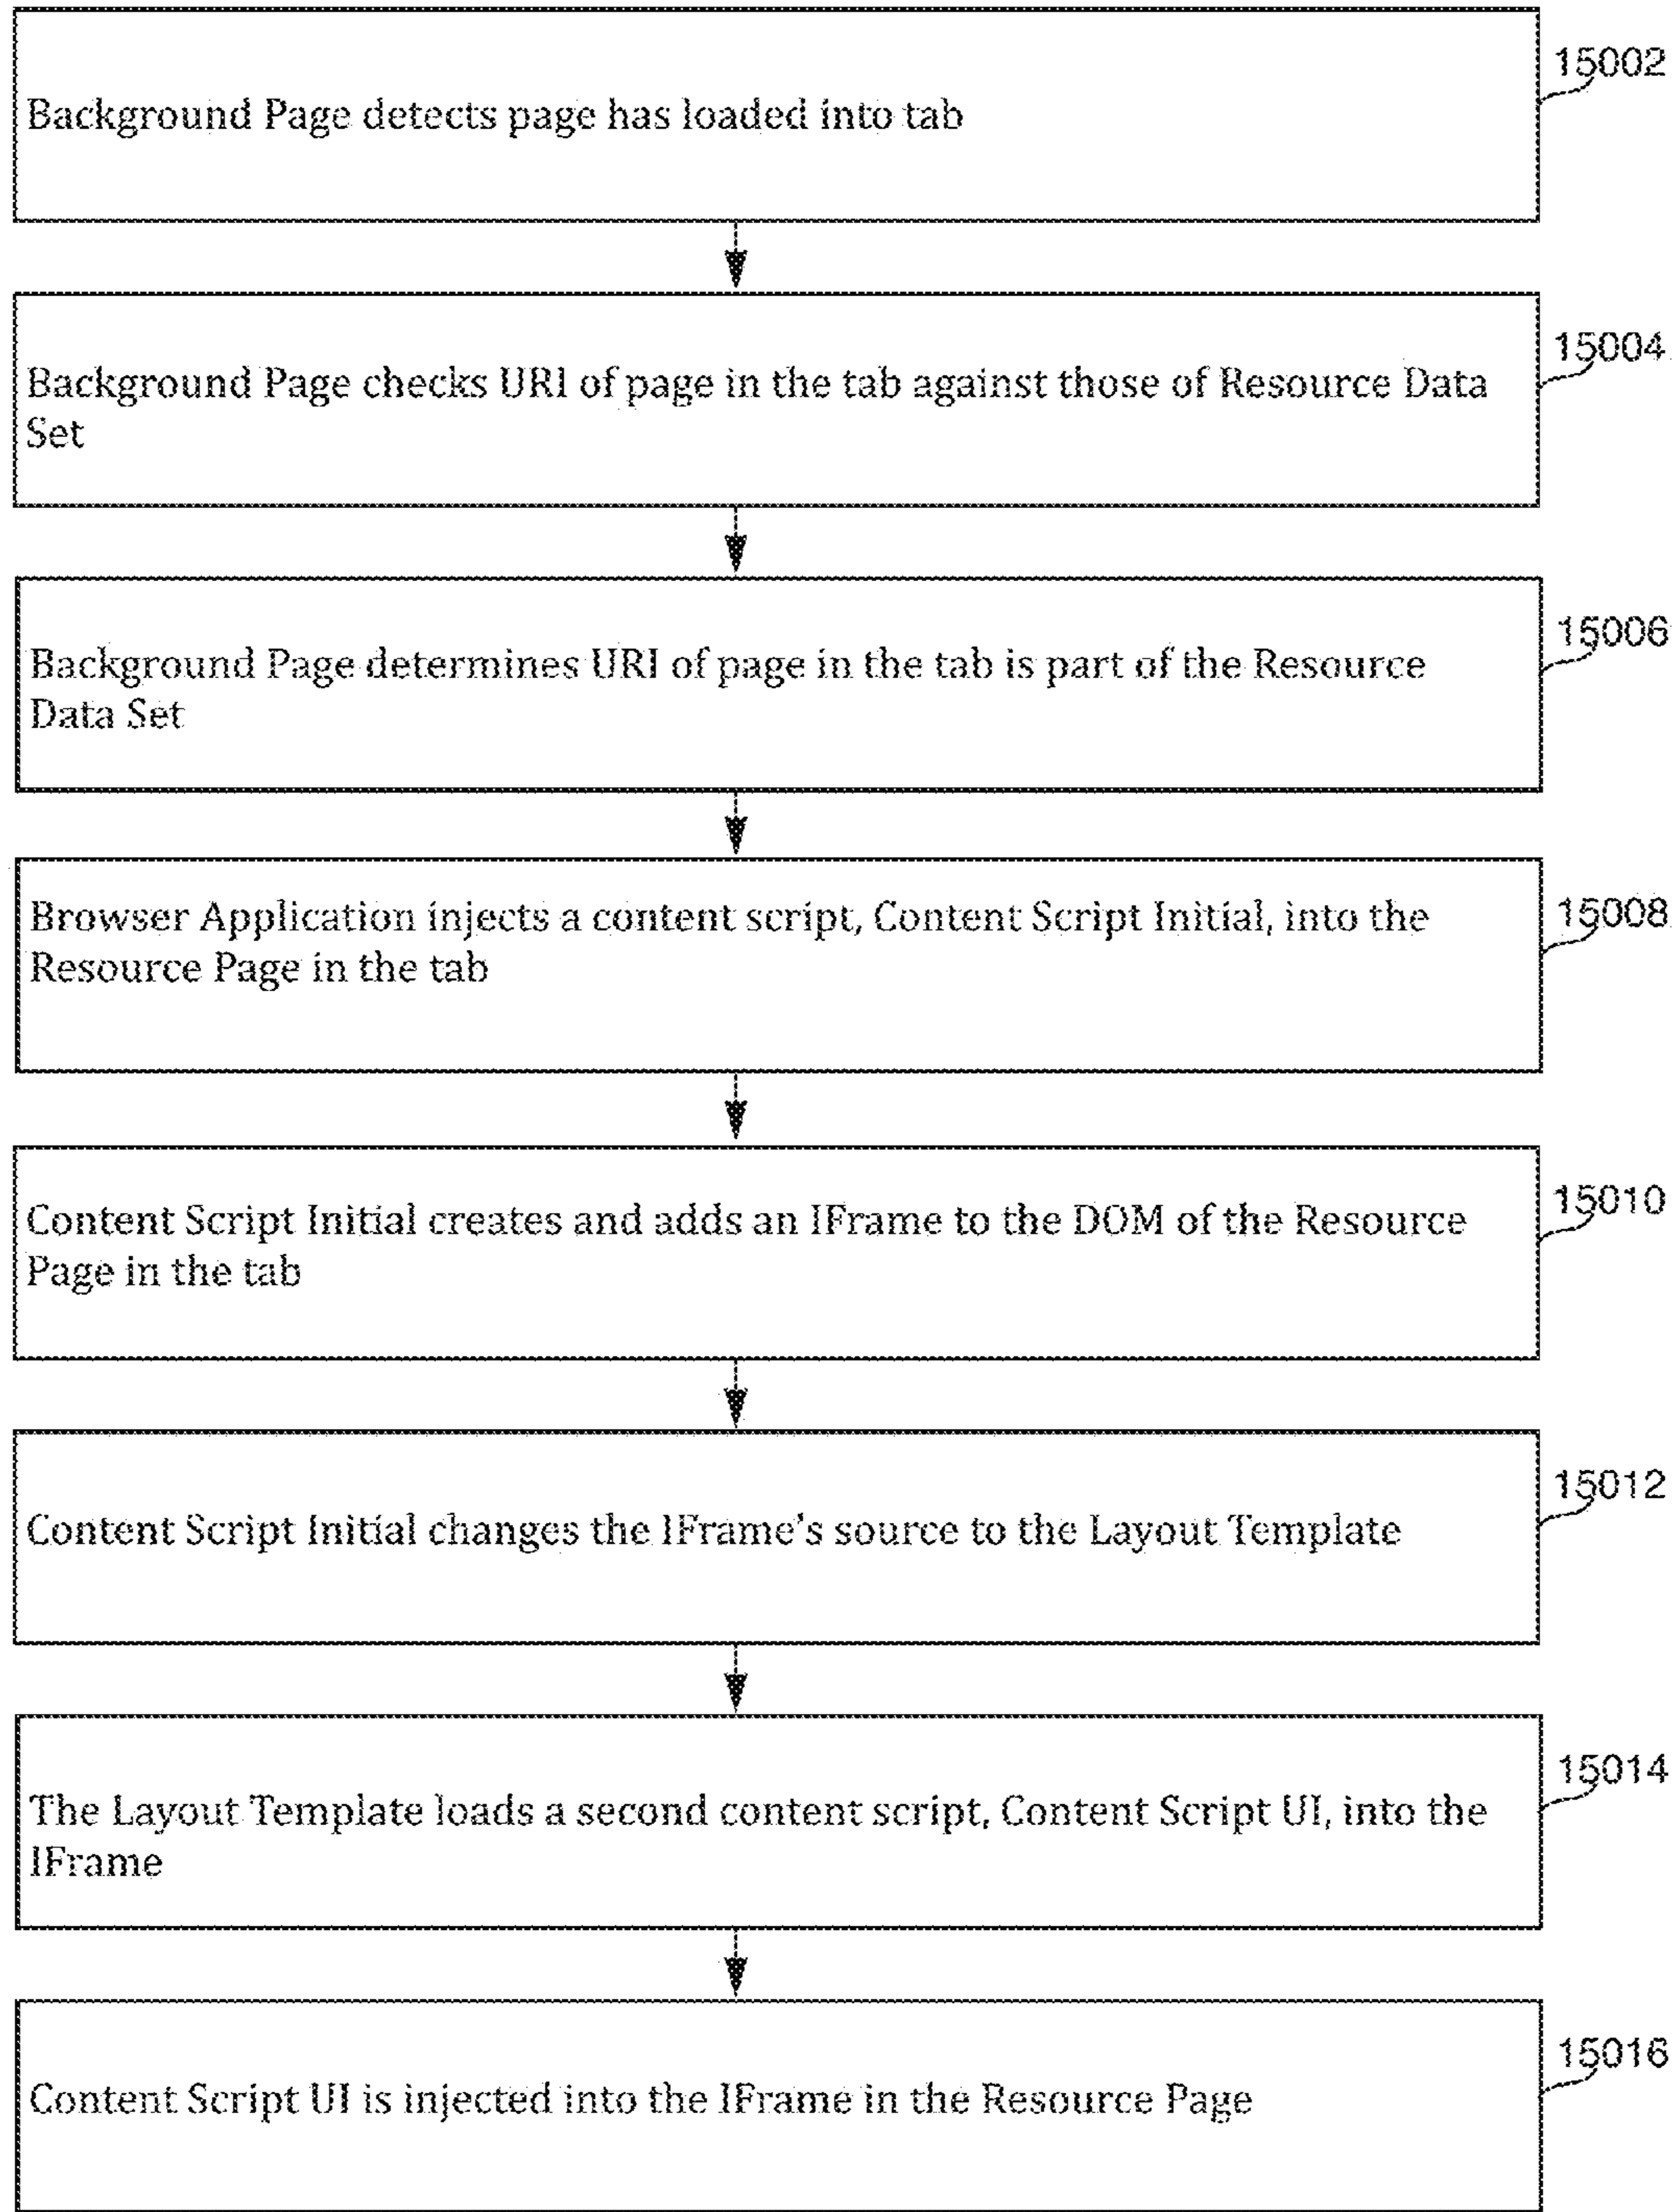 15002
Background Page detects page has loaded into tab
15004
Background Page checks URI of page in the tab against those of Resource Data
Set
15006
Background Page determines URI of page in the tab is part of the Resource
Data Set
15008
Browser Application injects a content script, Content Script Initial, into the
Resource Page in the tab
15010
Content Script Initial creates and adds an IFrame to the DOM of the Resource
Page in the tab
15012
Content Script Initial changes the IFrame's source to the Layout Template
15014
The Layout Template loads a second content script, Content Script UI, into the
IFrame
15016
Content Script UI is injected into the IFrame in the Resource Page